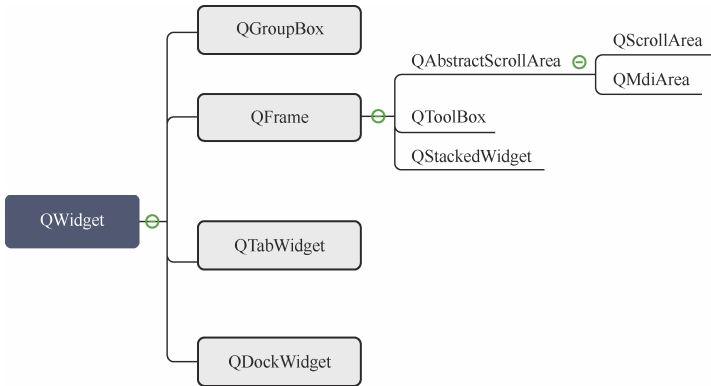 QWidget
QGroupBox
QFrame
QAbstractScrollArea
QScrollArea
QMdiArea
QToolBox
QStackedWidget
QTabWidget
QDockWidget